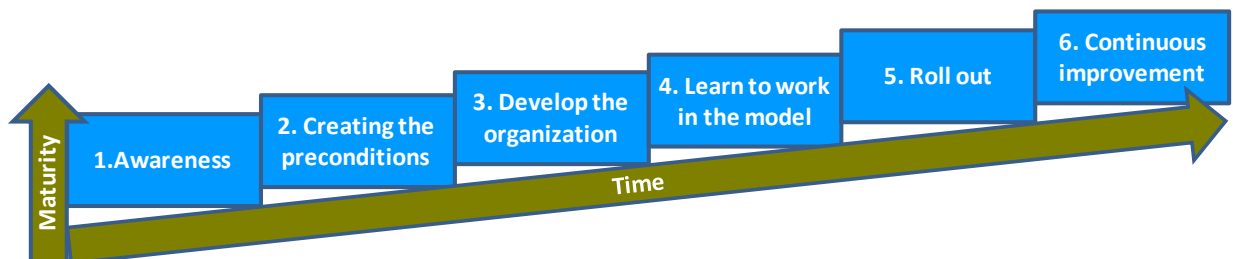 1.Awareness
2. Creating the
preconditions
3. Develop the
organization
4. Learn to work
in the model
5. Roll out
6. Continuous
improvement
Maturity
Time